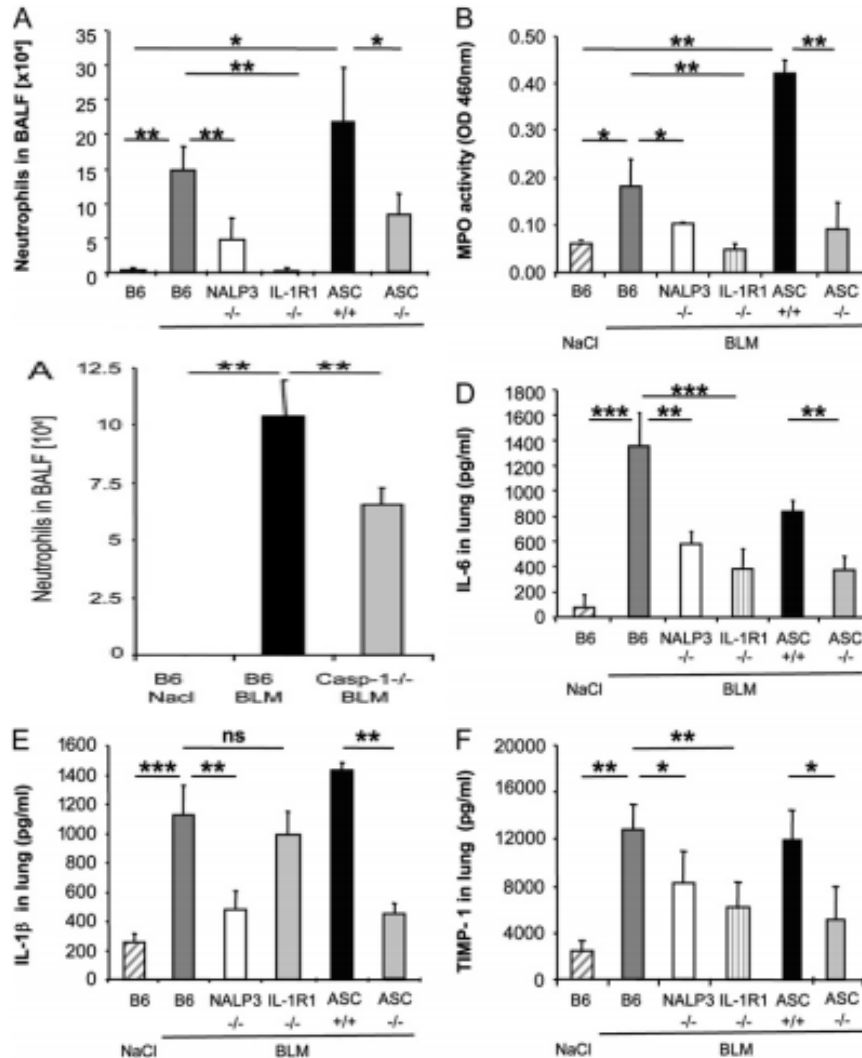 A
Neutrophils in BALF [x10⁴]
35
30
25
20
15
10
5
0
*
*
**
**
**
B6 B6 NALP3 IL-1R1 ASC ASC
-/- -/- +/+ -/-
B
MPO activity (OD 460nm)
0.50
0.40
0.30
0.20
0.10
0.00
**
**
**
*
*
B6 B6 NALP3 IL-1R1 ASC ASC
-/- -/- +/+ -/-
NaCl BLM
A
Neutrophils in BALF [10⁴]
12.5
10
7.5
5
2.5
0
** **
B6 B6 Casp-1-/-
Nacl BLM BLM
D
IL-6 in lung (pg/ml)
1800
1600
1400
1200
1000
800
600
400
200
0
***
*** ** **
B6 B6 NALP3 IL-1R1 ASC ASC
-/- -/- +/+ -/-
NaCl BLM
E
IL-1β in lung (pg/ml)
1600
1400
1200
1000
800
600
400
200
0
ns
*** ** **
B6 B6 NALP3 IL-1R1 ASC ASC
-/- -/- +/+ -/-
NaCl BLM
F
TIMP-1 in lung (pg/ml)
20000
16000
12000
8000
4000
0
**
** * *
B6 B6 NALP3 IL-1R1 ASC ASC
-/- -/- +/+ -/-
NaCl BLM